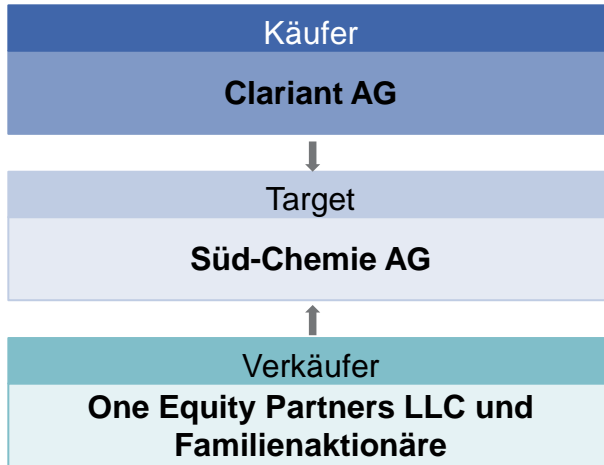 Käufer
Clariant AG
Target
Süd-Chemie AG
Verkäufer
One Equity Partners LLC und
Familienaktionäre